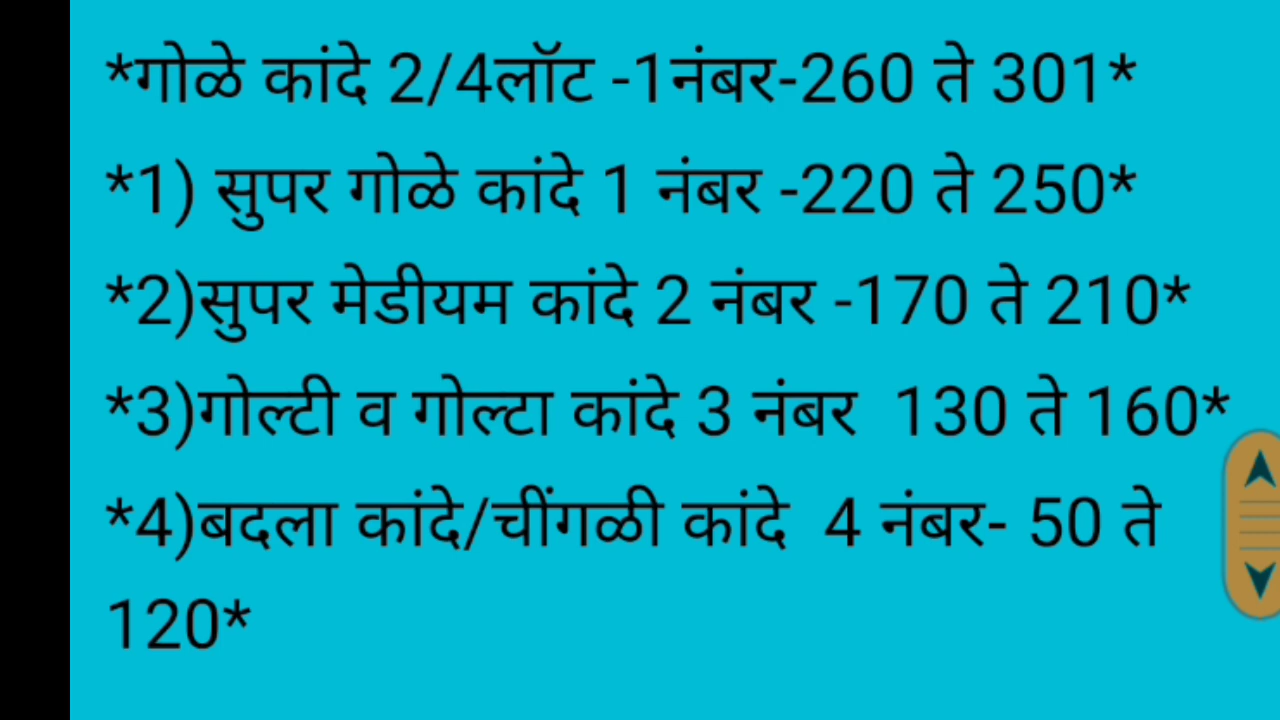 *गोळे कांदे 2/4लॉट -1नंबर-260 ते 301*
*1) सुपर गोळे कांदे 1 नंबर -220 ते 250*
*2)सुपर मेडीयम कांदे 2 नंबर -170 ते 210*
*3)गोल्टी व गोल्टा कांदे 3 नंबर  130 ते 160*
*4)बदला कांदे/चींगळी कांदे  4 नंबर- 50 ते
120*